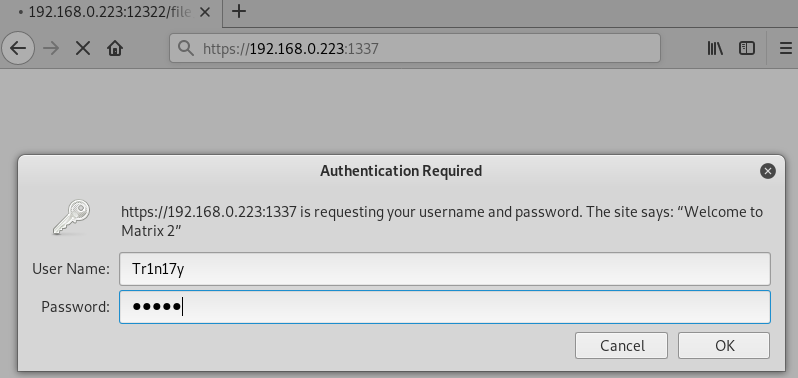 192.168.0.223:12322/file
https://192.168.0.223:1337
Authentication Required
https://192.168.0.223:1337 is requesting your username and password. The site says: “Welcome to
Matrix 2”
User Name: Tr1n17y
Password: ●●●●●
Cancel OK